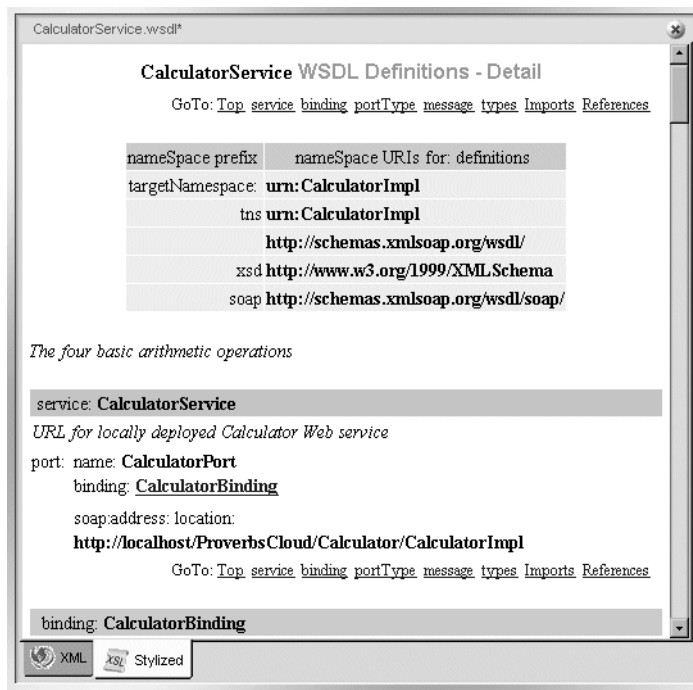 CalculatorService.wsdl*
CalculatorService WSDL Definitions - Detail
GoTo: Top service binding portType message types Imports References
nameSpace prefix nameSpace URIs for: definitions
targetNamespace: urn:CalculatorImpl
tns urn:CalculatorImpl
http://schemas.xmlsoap.org/wsdl/
xsd http://www.w3.org/1999/XMLSchema
soap http://schemas.xmlsoap.org/wsdl/soap/
The four basic arithmetic operations
service: CalculatorService
URL for locally deployed Calculator Web service
port: name: CalculatorPort
binding: CalculatorBinding
soap:address: location:
http://localhost/ProverbsCloud/Calculator/CalculatorImpl
GoTo: Top service binding portType message types Imports References
binding: CalculatorBinding
XML
XSL Stylized